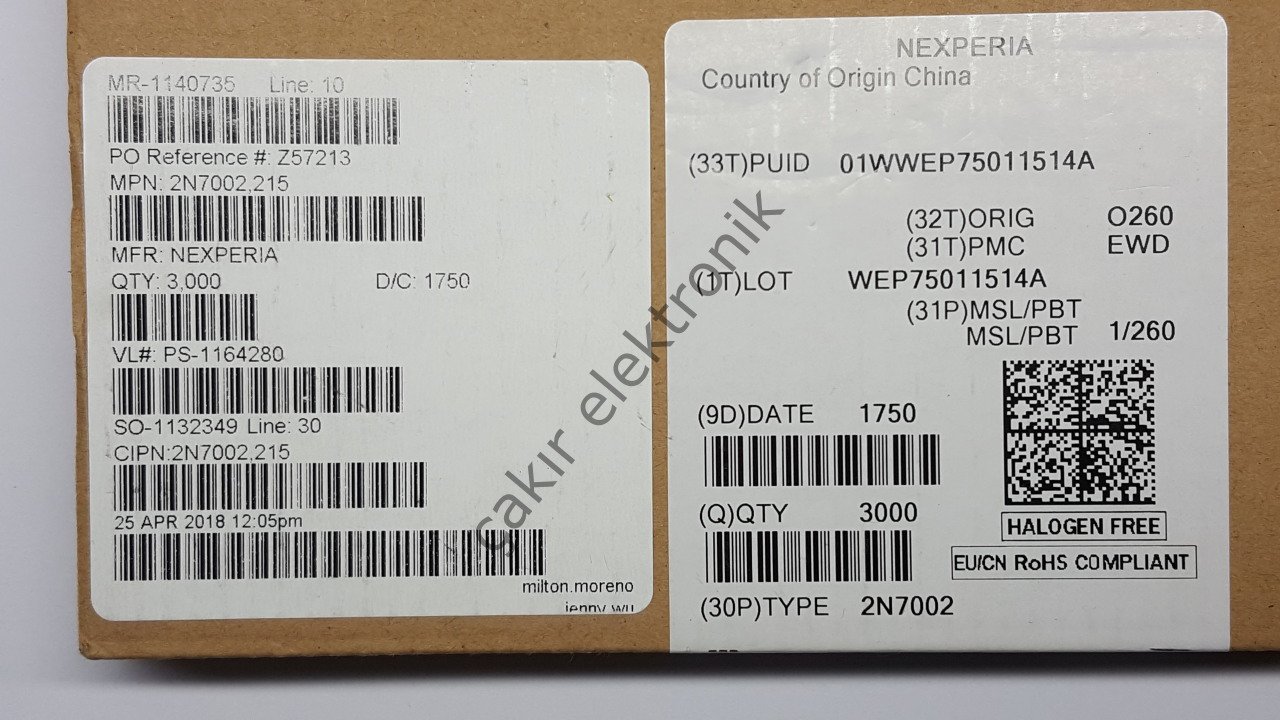 MR-1140735 Line: 10
PO Reference #: Z57213
MPN: 2N7002,215
MFR: NEXPERIA
QTY: 3,000 D/C: 1750
VL#: PS-1164280
SO-1132349 Line: 30
CIPN:2N7002,215
25 APR 2018 12:05pm
milton.moreno
jenny.wu
NEXPERIA
Country of Origin China
(33T)PUID 01WWEP75011514A
(32T)ORIG O260
(31T)PMC EWD
(1T)LOT WEP75011514A
(31P)MSL/PBT
MSL/PBT 1/260
(9D)DATE 1750
(Q)QTY 3000
HALOGEN FREE
EU/CN RoHS COMPLIANT
(30P)TYPE 2N7002
şakir elektronik